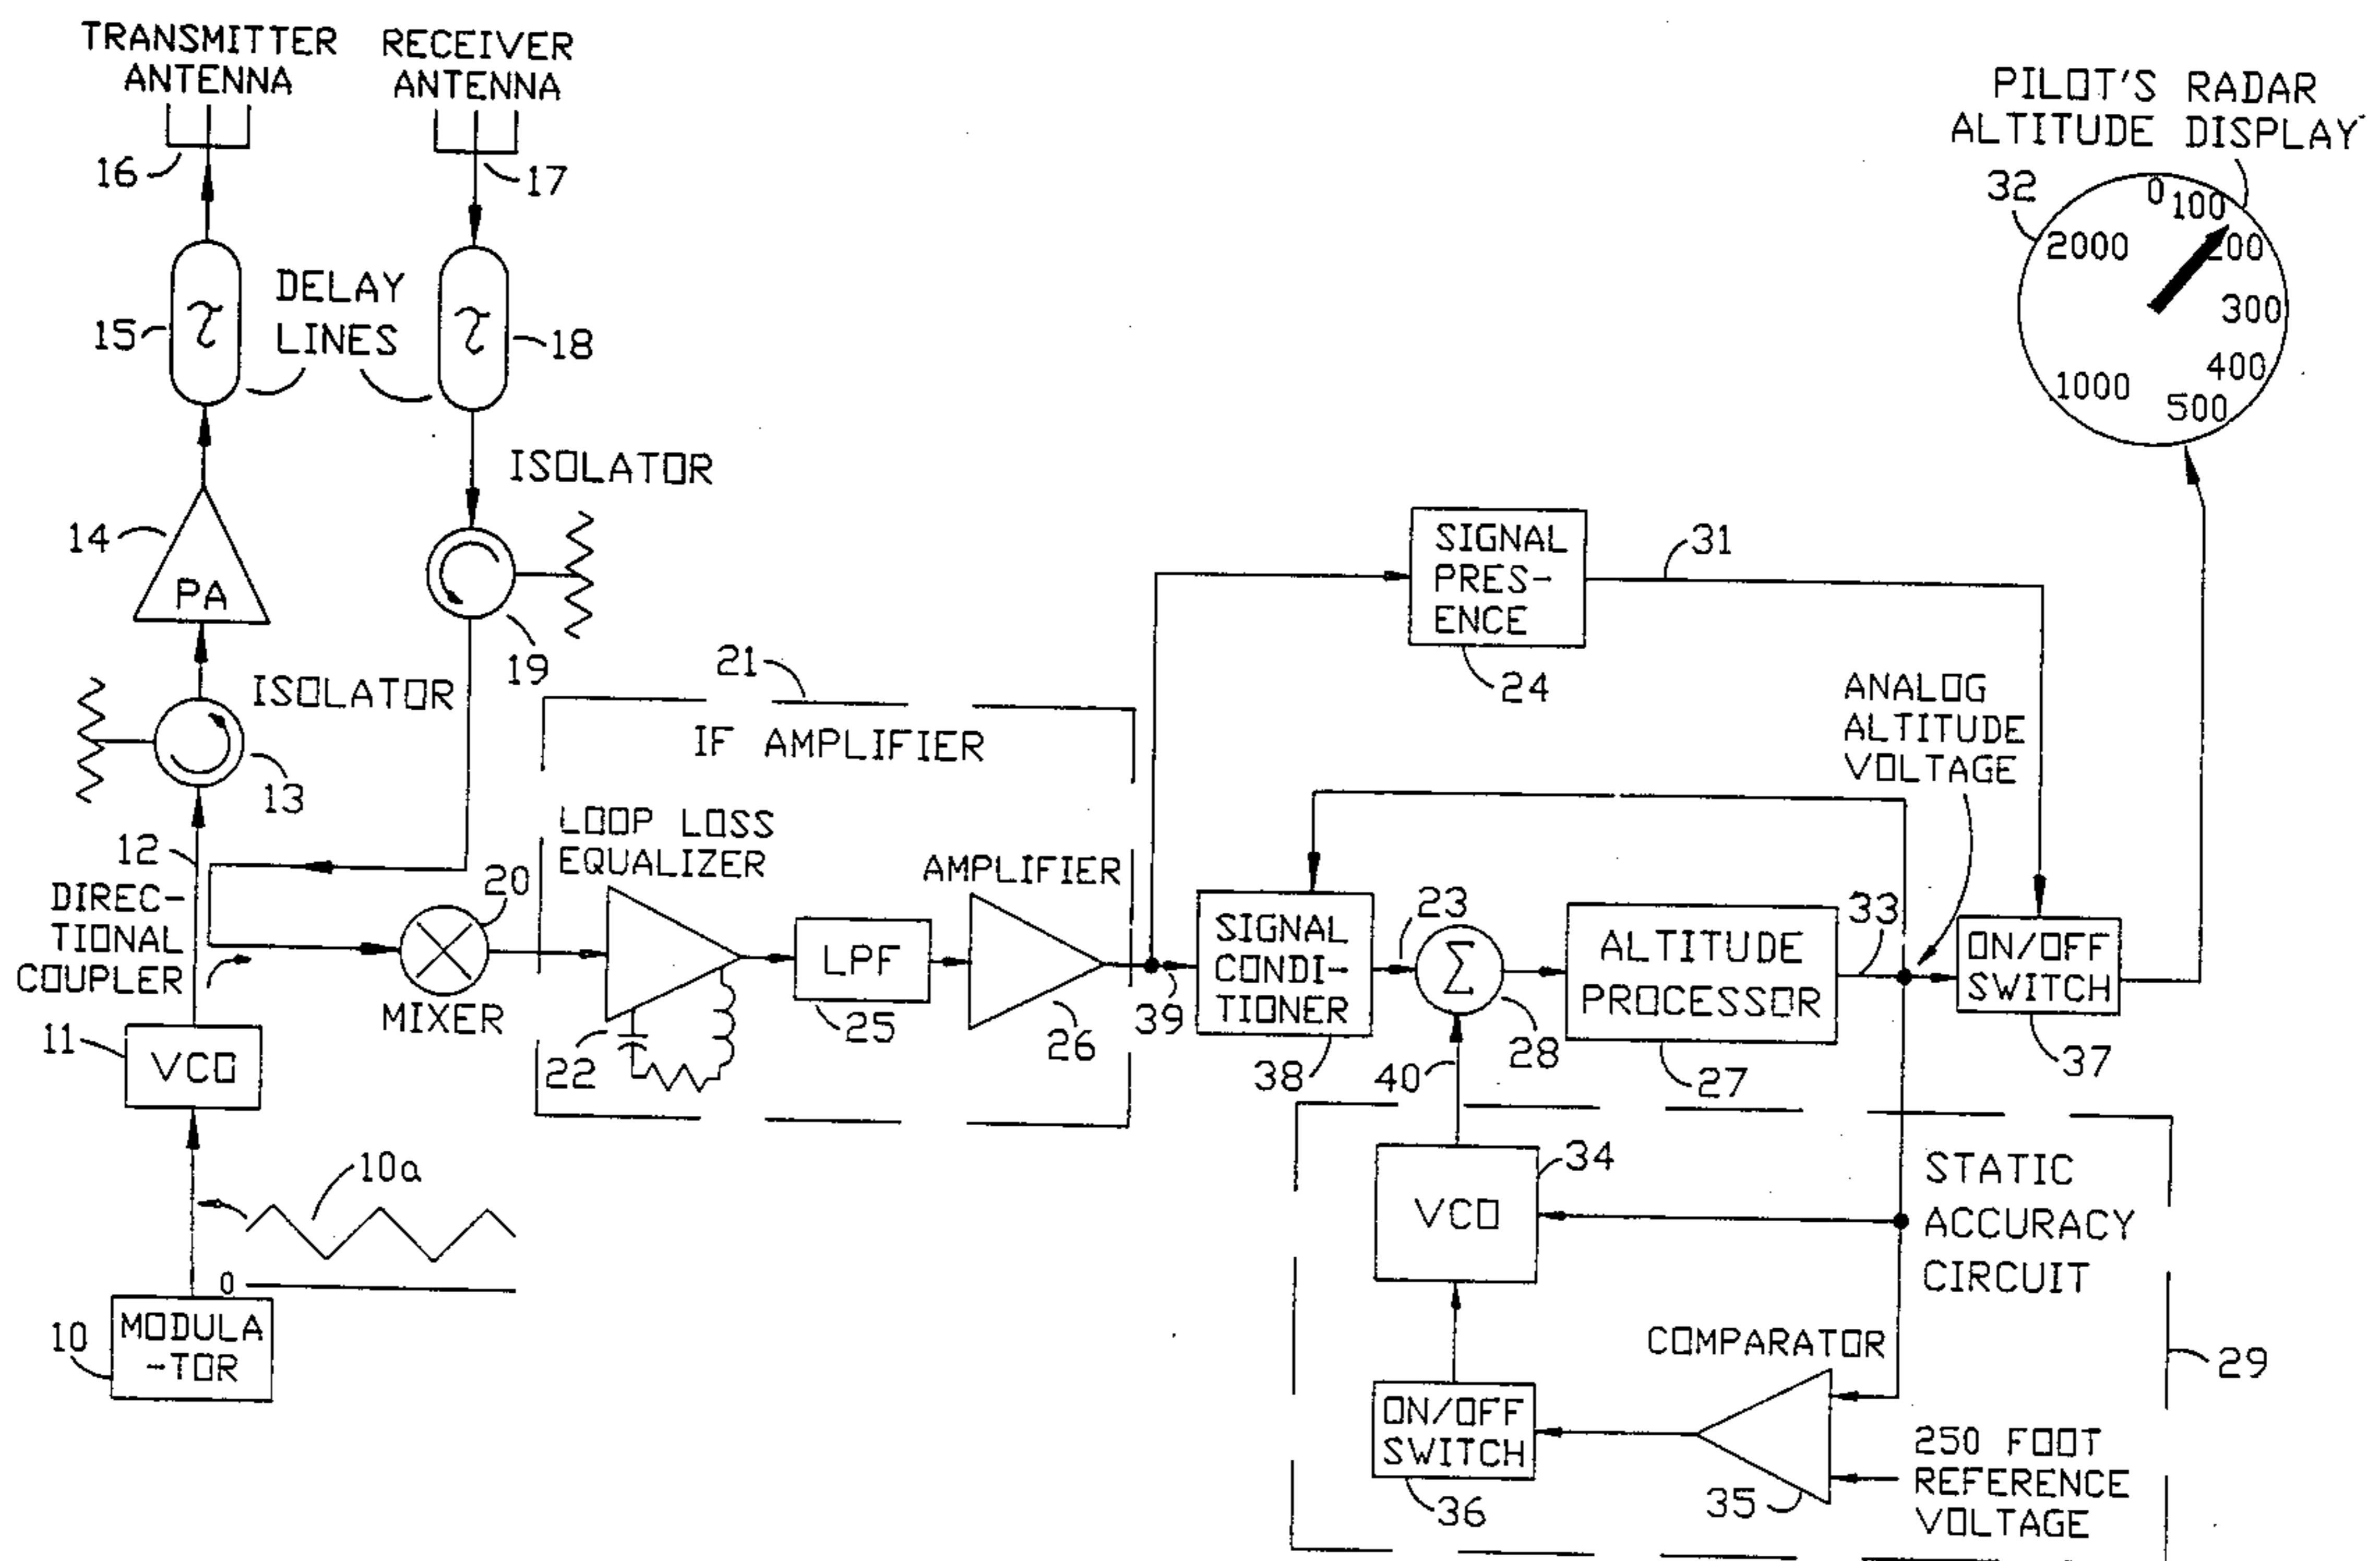 TRANSMITTER
ANTENNA
RECEIVER
ANTENNA
16
17
15
DELAY
LINES
18
14
PA
ISOLATOR
19
ISOLATOR
13
12
DIREC-
TIONAL
COUPLER
11
VCO
10a
0
10
MODULA
-TOR
20
MIXER
21
IF AMPLIFIER
LOOP LOSS
EQUALIZER
22
LPF
25
AMPLIFIER
26
39
SIGNAL
PRES-
ENCE
24
31
SIGNAL
CONDI-
TIONER
38
23
Σ
28
40
ALTITUDE
PROCESSOR
27
33
ANALOG
ALTITUDE
VOLTAGE
ON/OFF
SWITCH
37
PILOT'S RADAR
ALTITUDE DISPLAY
32
0
100
200
300
400
500
1000
2000
VCO
34
STATIC
ACCURACY
CIRCUIT
29
COMPARATOR
35
ON/OFF
SWITCH
36
250 FOOT
REFERENCE
VOLTAGE